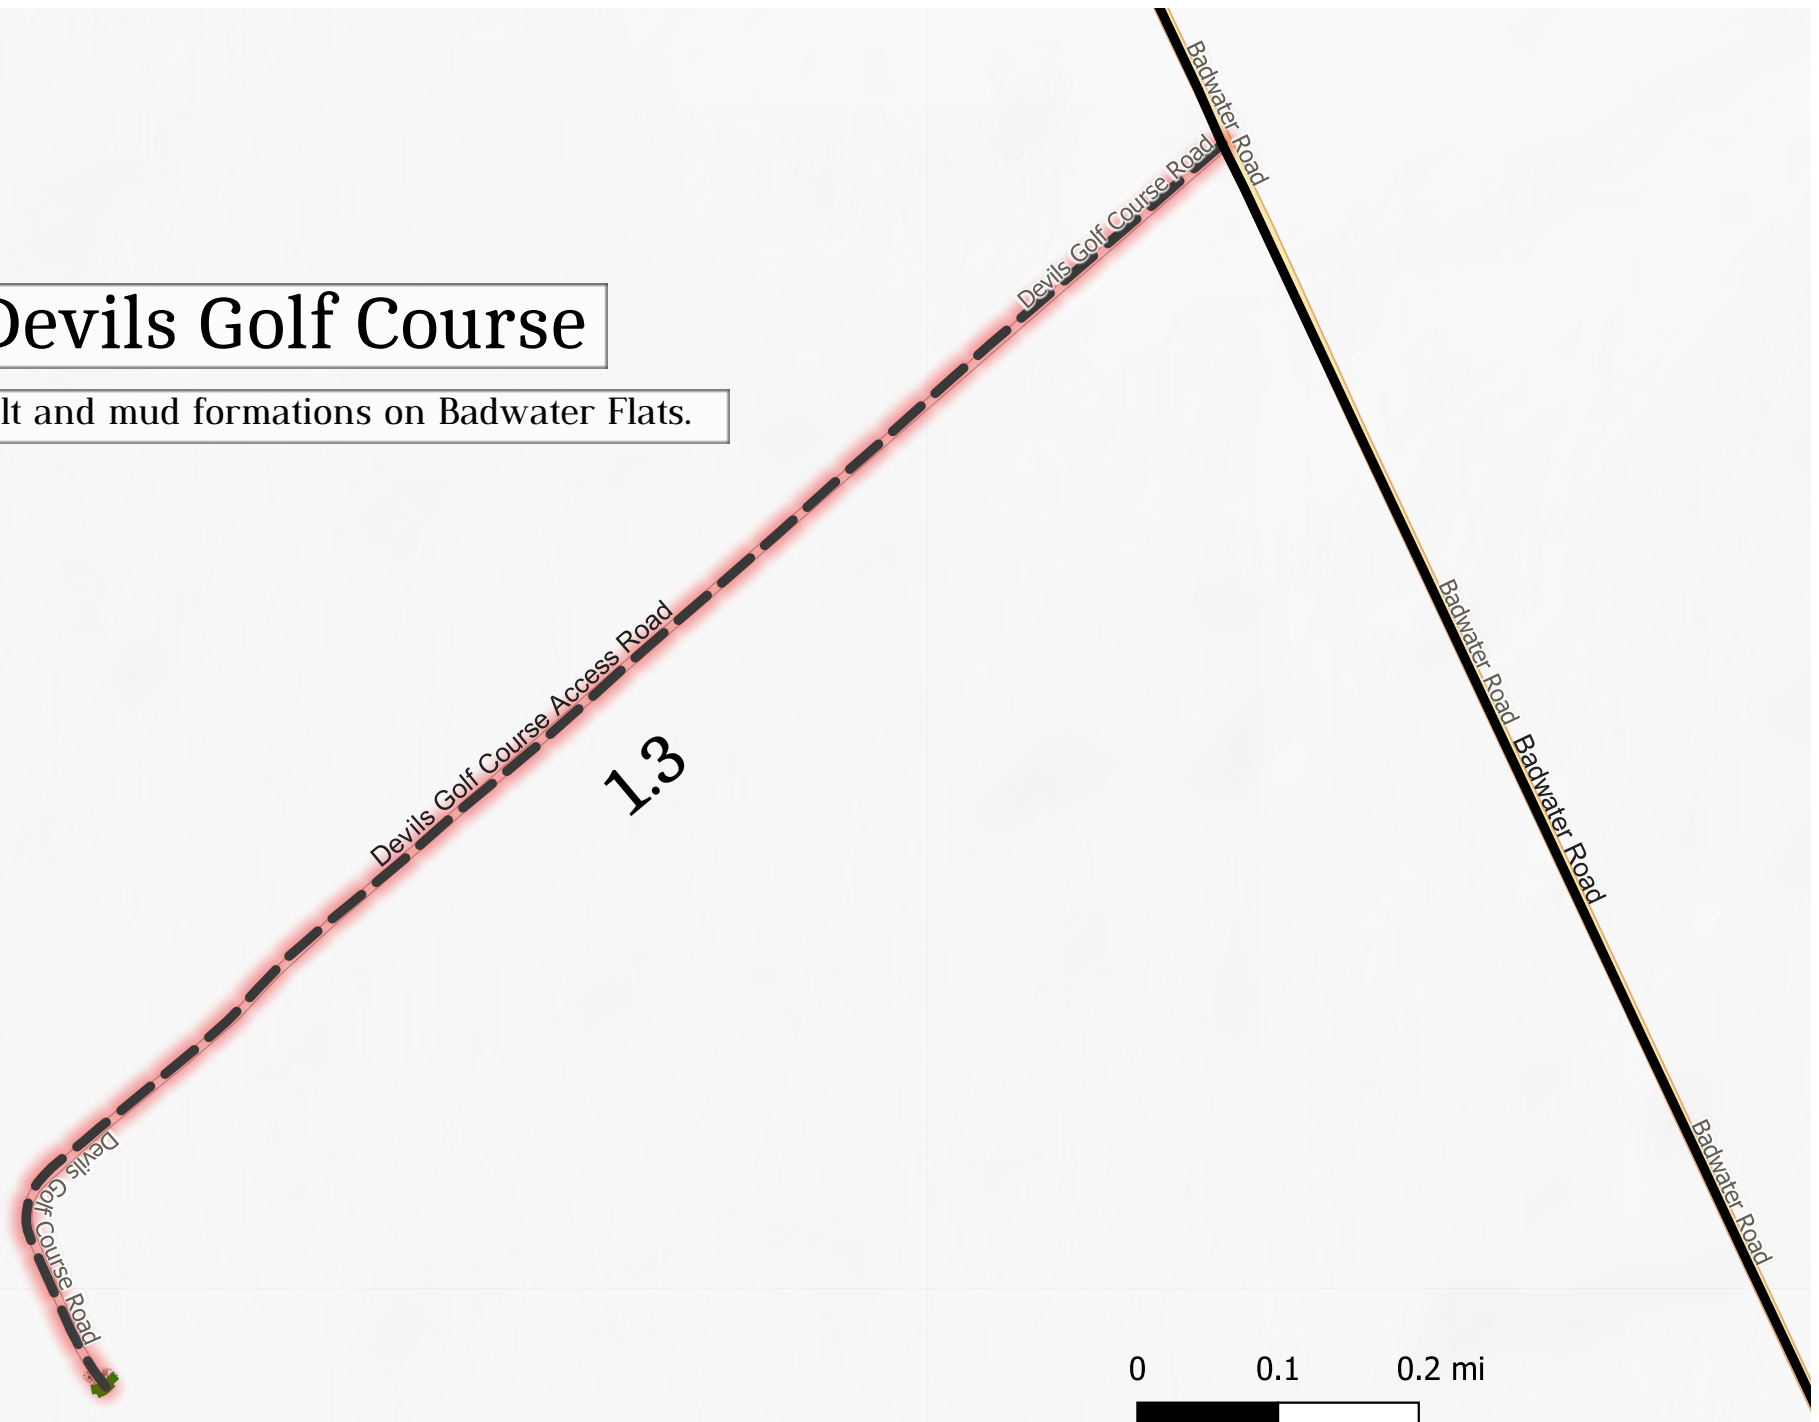 Badwater Road
Devils Golf Course Road
Devils Golf Course
lt and mud formations on Badwater Flats.
Badwater Road
Devils Golf Course Access Road
1.3
Badwater Road
Badwater Road
Devils Golf Course Road
0 0.1 0.2 mi